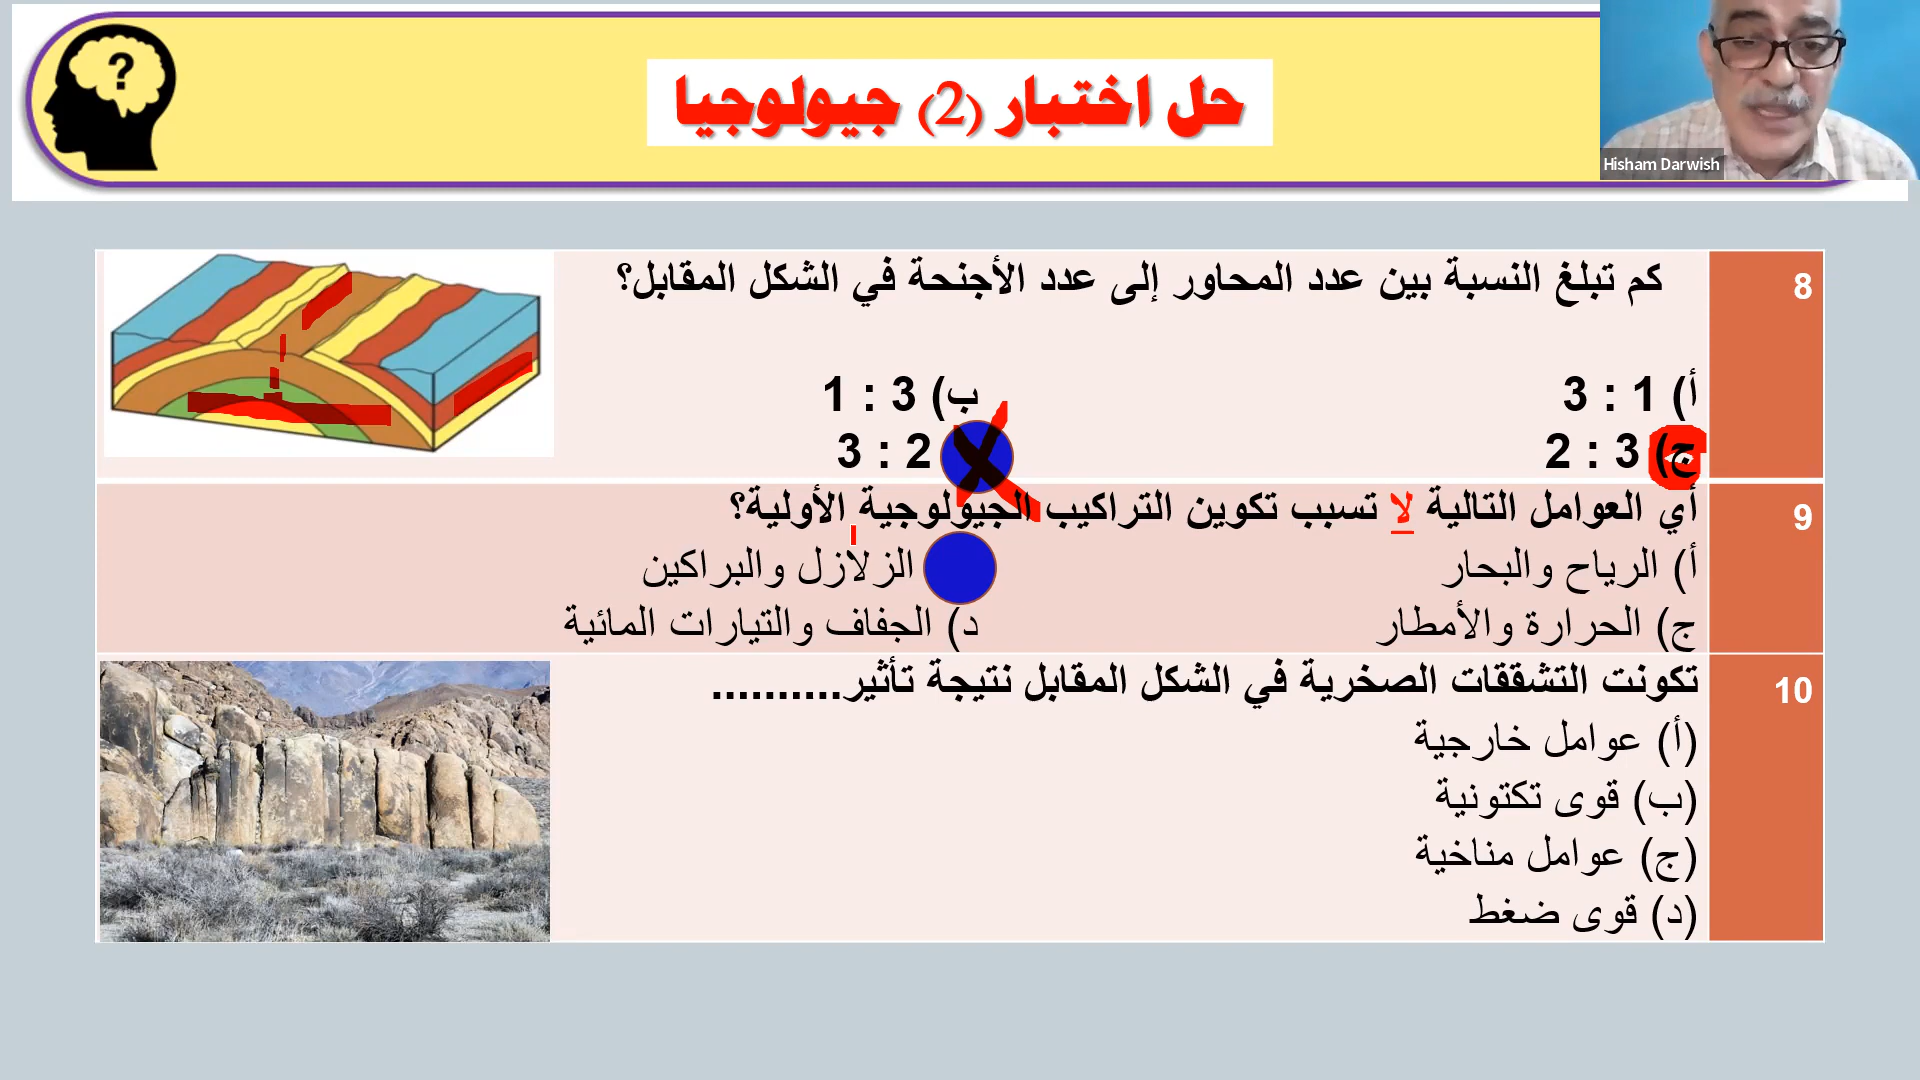 حل اختبار (2) جيولوجيا
Hisham Darwish
8
كم تبلغ النسبة بين عدد المحاور إلى عدد الأجنحة في الشكل المقابل؟
أ) 1 : 3
ب) 3 : 1
ج) 3 : 2
2 : 3
9
أي العوامل التالية لا تسبب تكوين التراكيب الجيولوجية الأولية؟
أ) الرياح والبحار
الزلازل والبراكين
ج) الحرارة والأمطار
د) الجفاف والتيارات المائية
10
تكونت التشققات الصخرية في الشكل المقابل نتيجة تأثير..........
(أ) عوامل خارجية
(ب) قوى تكتونية
(ج) عوامل مناخية
(د) قوى ضغط